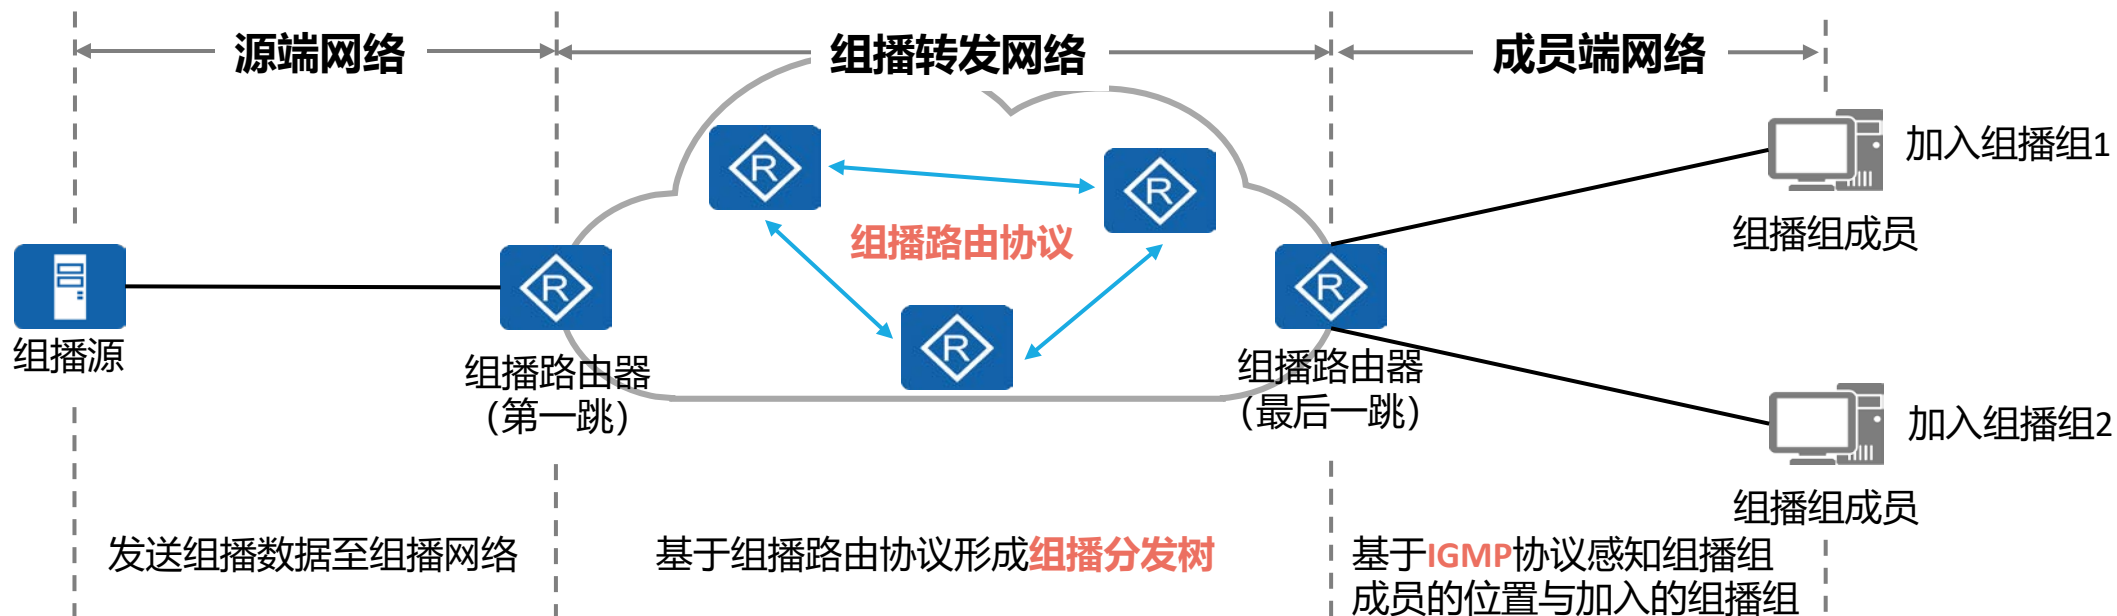 源端网络
组播转发网络
成员端网络
R
R
加入组播组1
组播组成员
组播路由协议
组播源
R
R
R
组播路由器
（第一跳）
组播路由器
（最后一跳）
加入组播组2
组播组成员
发送组播数据至组播网络
基于组播路由协议形成组播分发树
基于IGMP协议感知组播组
成员的位置与加入的组播组